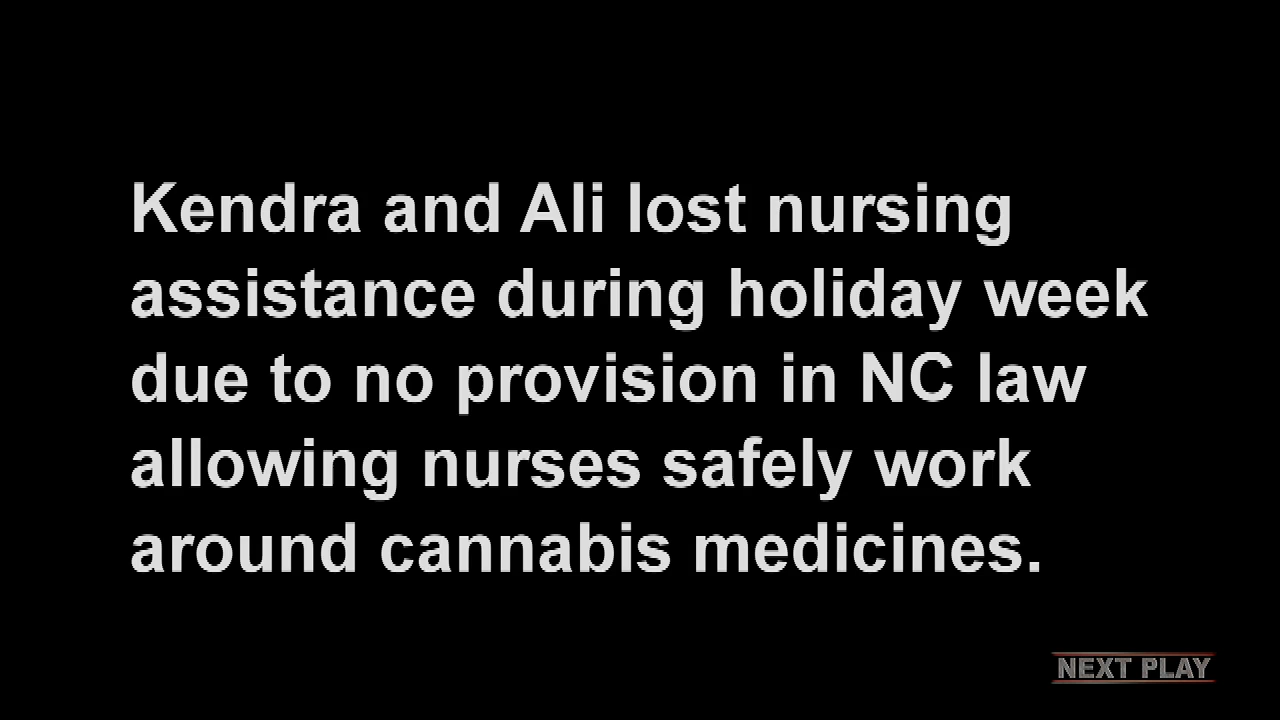 Kendra and Ali lost nursing
assistance during holiday week
due to no provision in NC law
allowing nurses safely work
around cannabis medicines.
NEXT PLAY